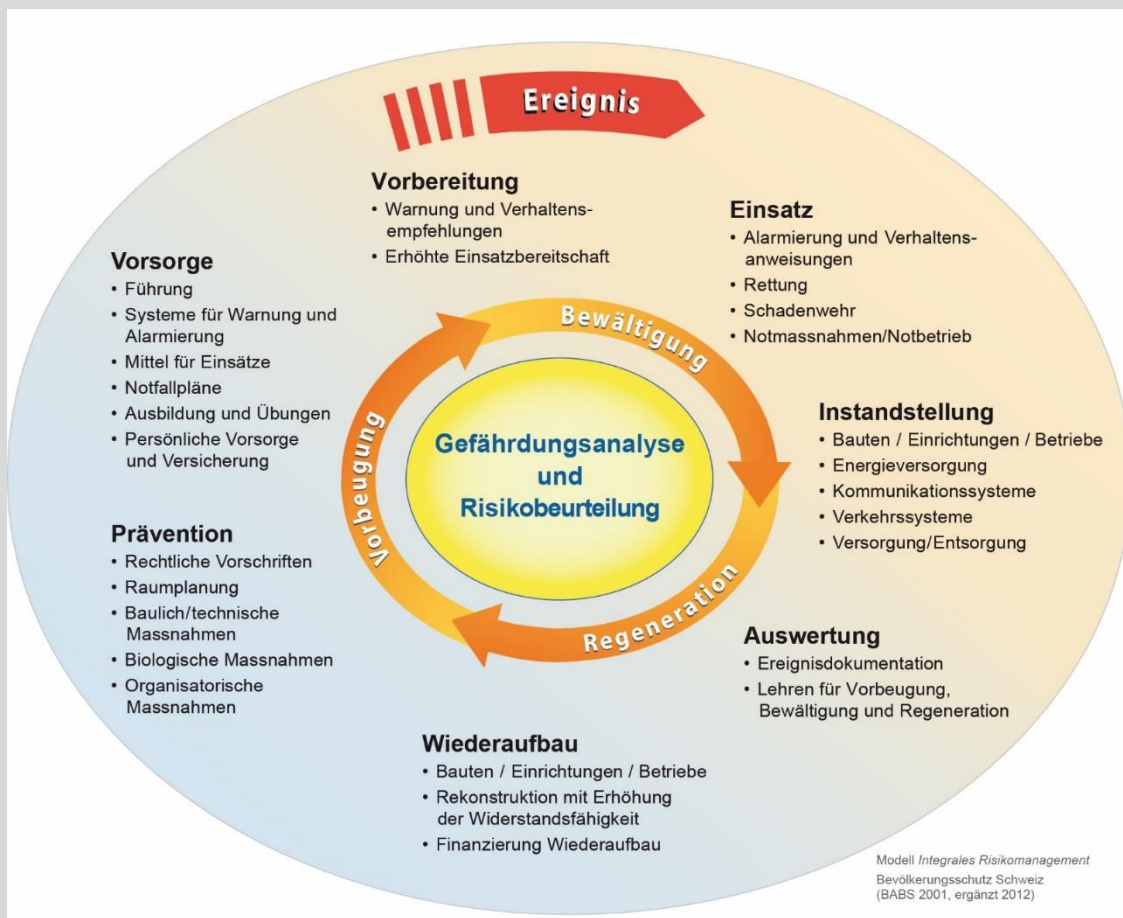 Ereignis
Vorbereitung
• Warnung und Verhaltens-
empfehlungen
• Erhöhte Einsatzbereitschaft
Einsatz
• Alarmierung und Verhaltens-
anweisungen
• Rettung
• Schadenwehr
• Notmassnahmen/Notbetrieb
Instandstellung
• Bauten / Einrichtungen / Betriebe
• Energieversorgung
• Kommunikationssysteme
• Verkehrssysteme
• Versorgung/Entsorgung
Auswertung
• Ereignisdokumentation
• Lehren für Vorbeugung,
Bewältigung und Regeneration
Wiederaufbau
• Bauten / Einrichtungen / Betriebe
• Rekonstruktion mit Erhöhung
der Widerstandsfähigkeit
• Finanzierung Wiederaufbau
Prävention
• Rechtliche Vorschriften
• Raumplanung
• Baulich/technische
Massnahmen
• Biologische Massnahmen
• Organisatorische
Massnahmen
Vorsorge
• Führung
• Systeme für Warnung und
Alarmierung
• Mittel für Einsätze
• Notfallpläne
• Ausbildung und Übungen
• Persönliche Vorsorge
und Versicherung
Bewältigung
Regeneration
Vorbeugung
Gefährdungsanalyse
und
Risikobeurteilung
Modell Integrales Risikomanagement
Bevölkerungsschutz Schweiz
(BABS 2001, ergänzt 2012)